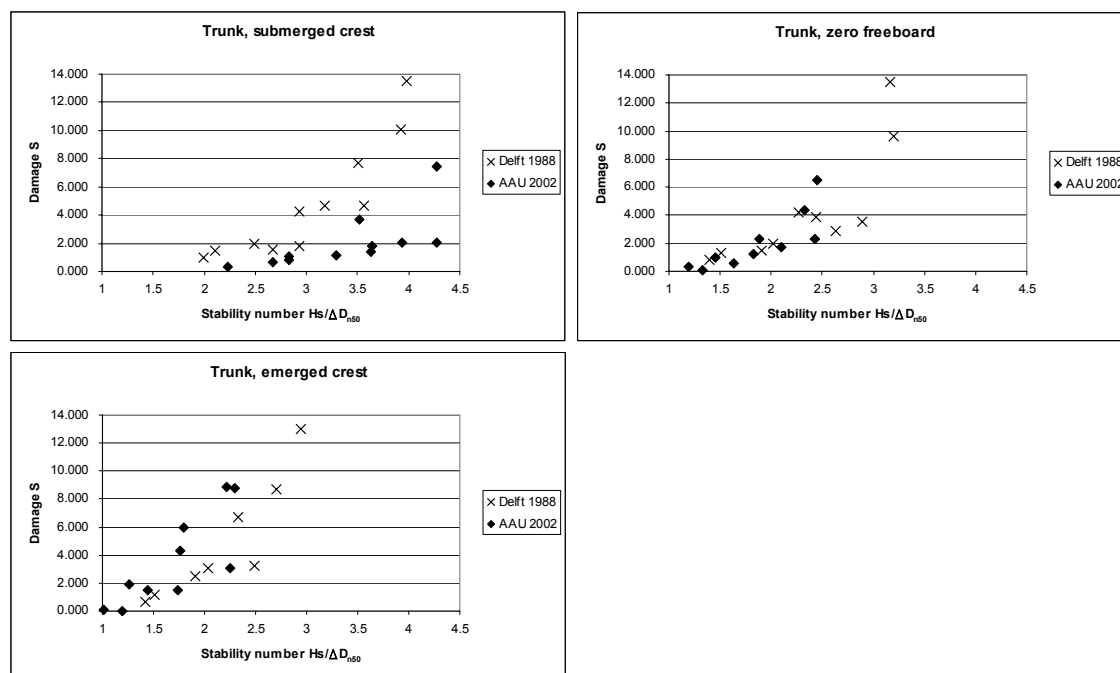 Trunk, submerged crest
14.000
12.000
10.000
8.000
6.000
4.000
2.000
0.000
Damage S
1 1.5 2 2.5 3 3.5 4 4.5
Stability number Hs/ΔDn50
× Delft 1988
◆ AAU 2002
Trunk, zero freeboard
14.000
12.000
10.000
8.000
6.000
4.000
2.000
0.000
Damage S
1 1.5 2 2.5 3 3.5 4 4.5
Stability number Hs/ΔDn50
× Delft 1988
◆ AAU 2002
Trunk, emerged crest
14.000
12.000
10.000
8.000
6.000
4.000
2.000
0.000
Damage S
1 1.5 2 2.5 3 3.5 4 4.5
Stability number Hs/ΔDn50
× Delft 1988
◆ AAU 2002